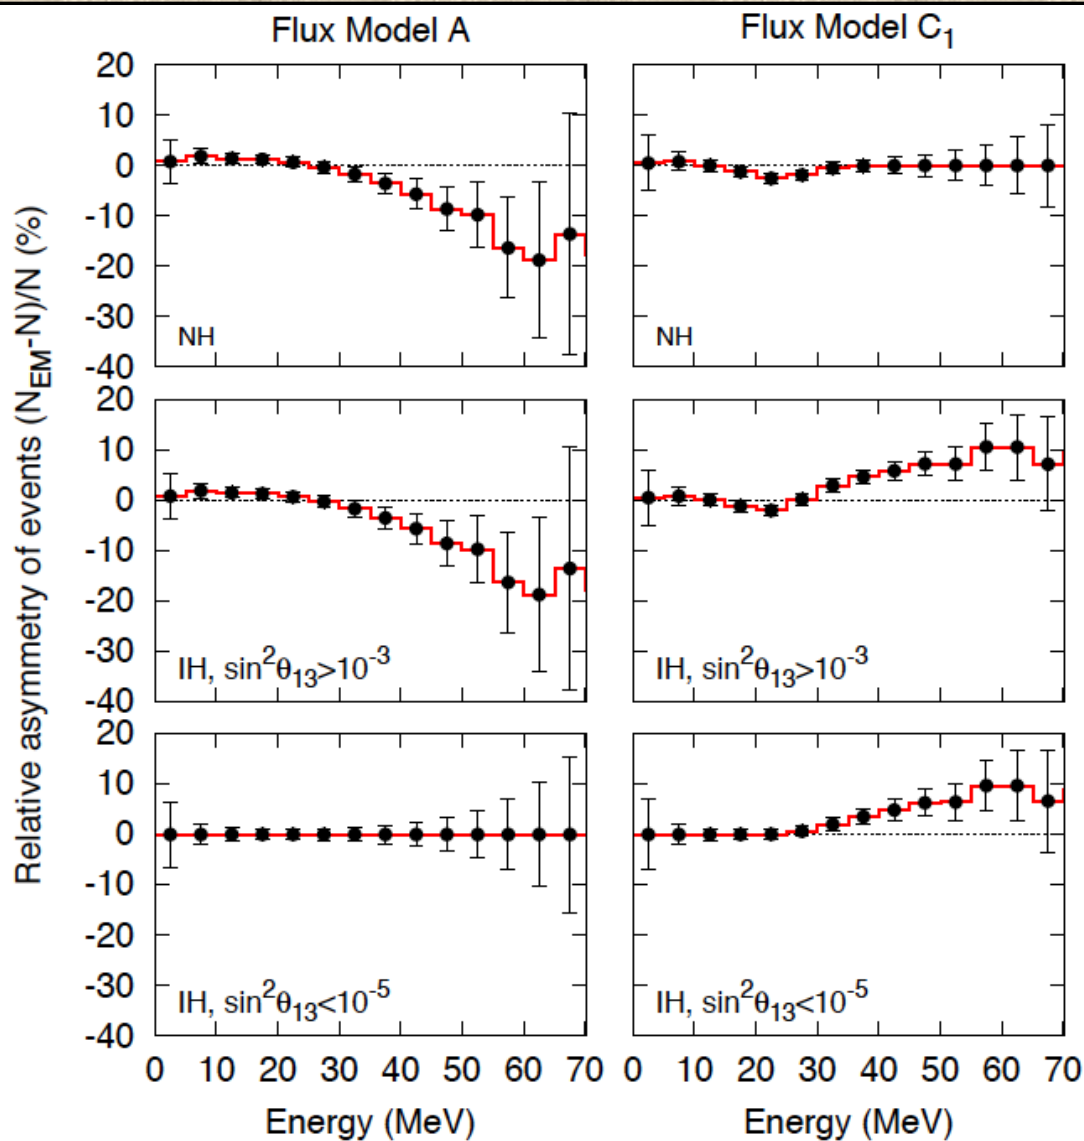 Flux Model A
Flux Model C₁
Relative asymmetry of events (N_EM-N)/N (%)
20
10
0
-10
-20
-30
-40
NH
NH
20
10
0
-10
-20
-30
-40
IH, sin²θ₁₃>10⁻³
IH, sin²θ₁₃>10⁻³
20
10
0
-10
-20
-30
-40
IH, sin²θ₁₃<10⁻⁵
IH, sin²θ₁₃<10⁻⁵
0 10 20 30 40 50 60 70
0 10 20 30 40 50 60 70
Energy (MeV)
Energy (MeV)